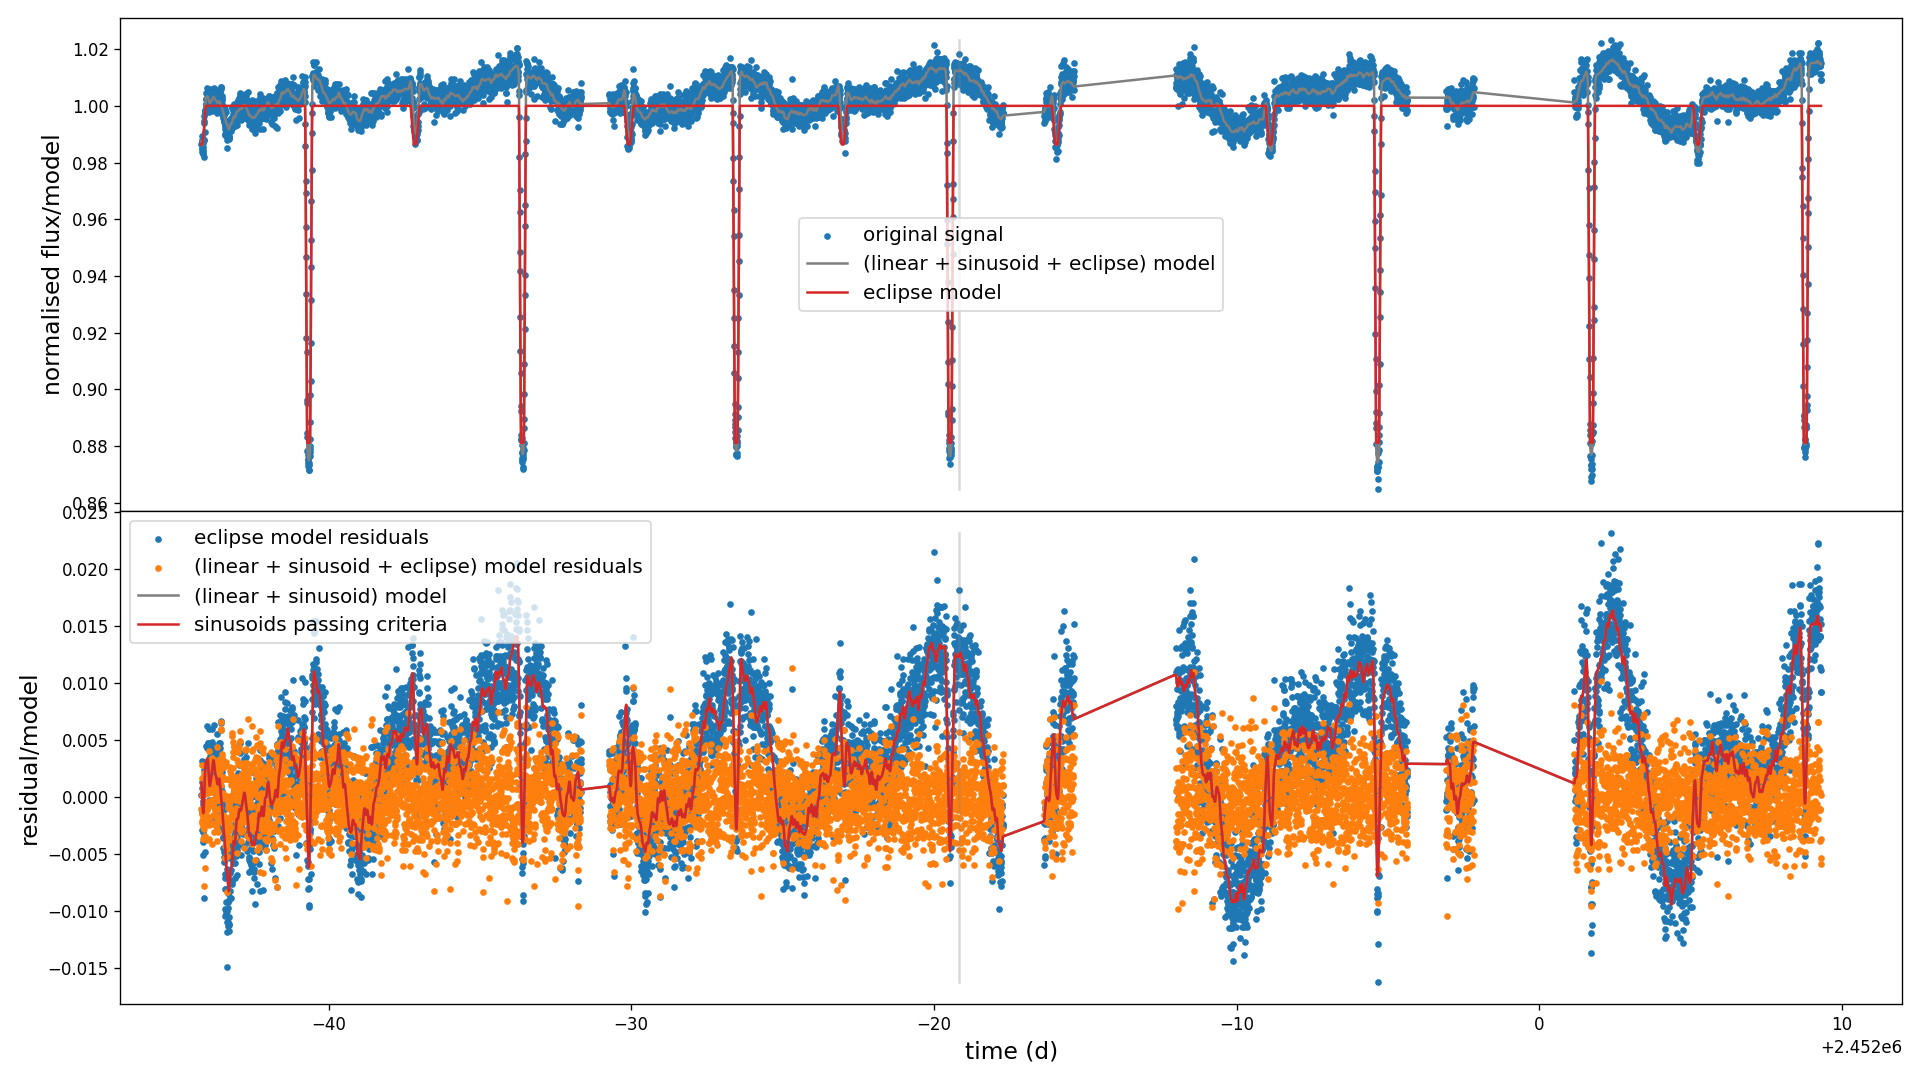 normalised flux/model
1.02
1.00
0.98
0.96
0.94
0.92
0.90
0.88
0.86
original signal
(linear + sinusoid + eclipse) model
eclipse model
residual/model
0.025
0.020
0.015
0.010
0.005
0.000
−0.005
−0.010
−0.015
eclipse model residuals
(linear + sinusoid + eclipse) model residuals
(linear + sinusoid) model
sinusoids passing criteria
−40
−30
−20
−10
0
10
time (d)
+2.452e6